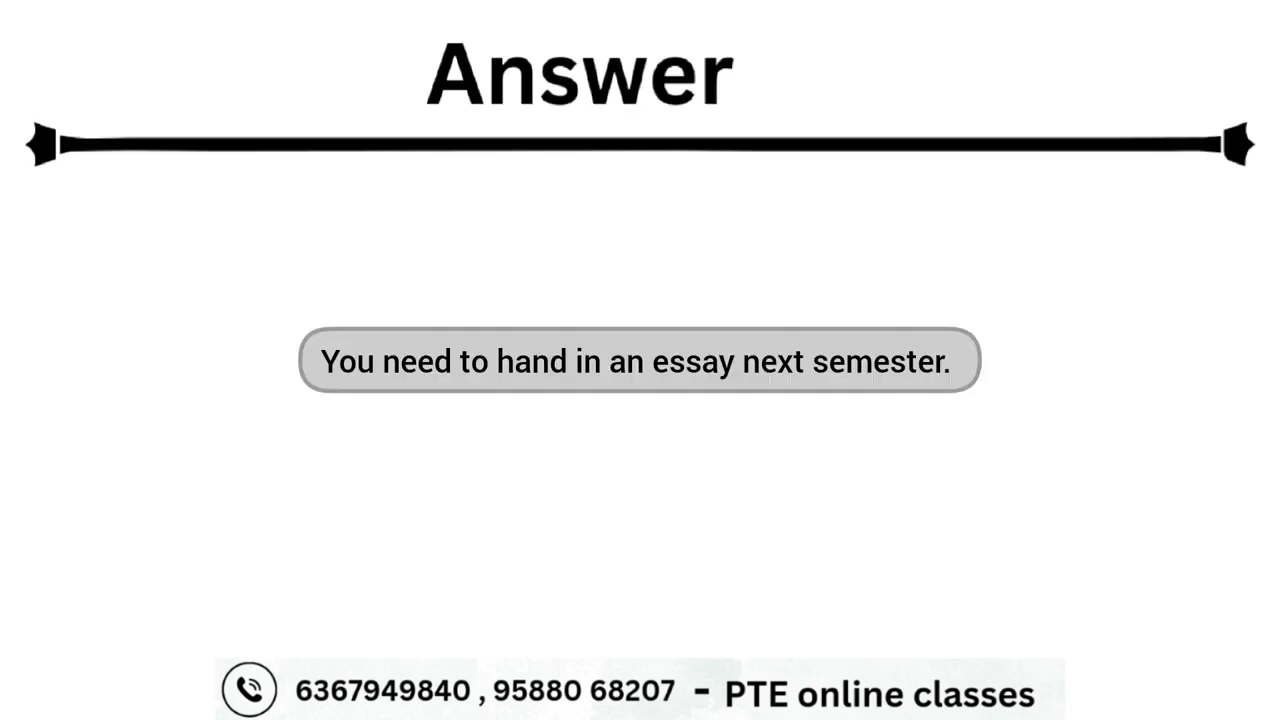 Answer
You need to hand in an essay next semester.
6367949840 , 95880 68207 - PTE online classes